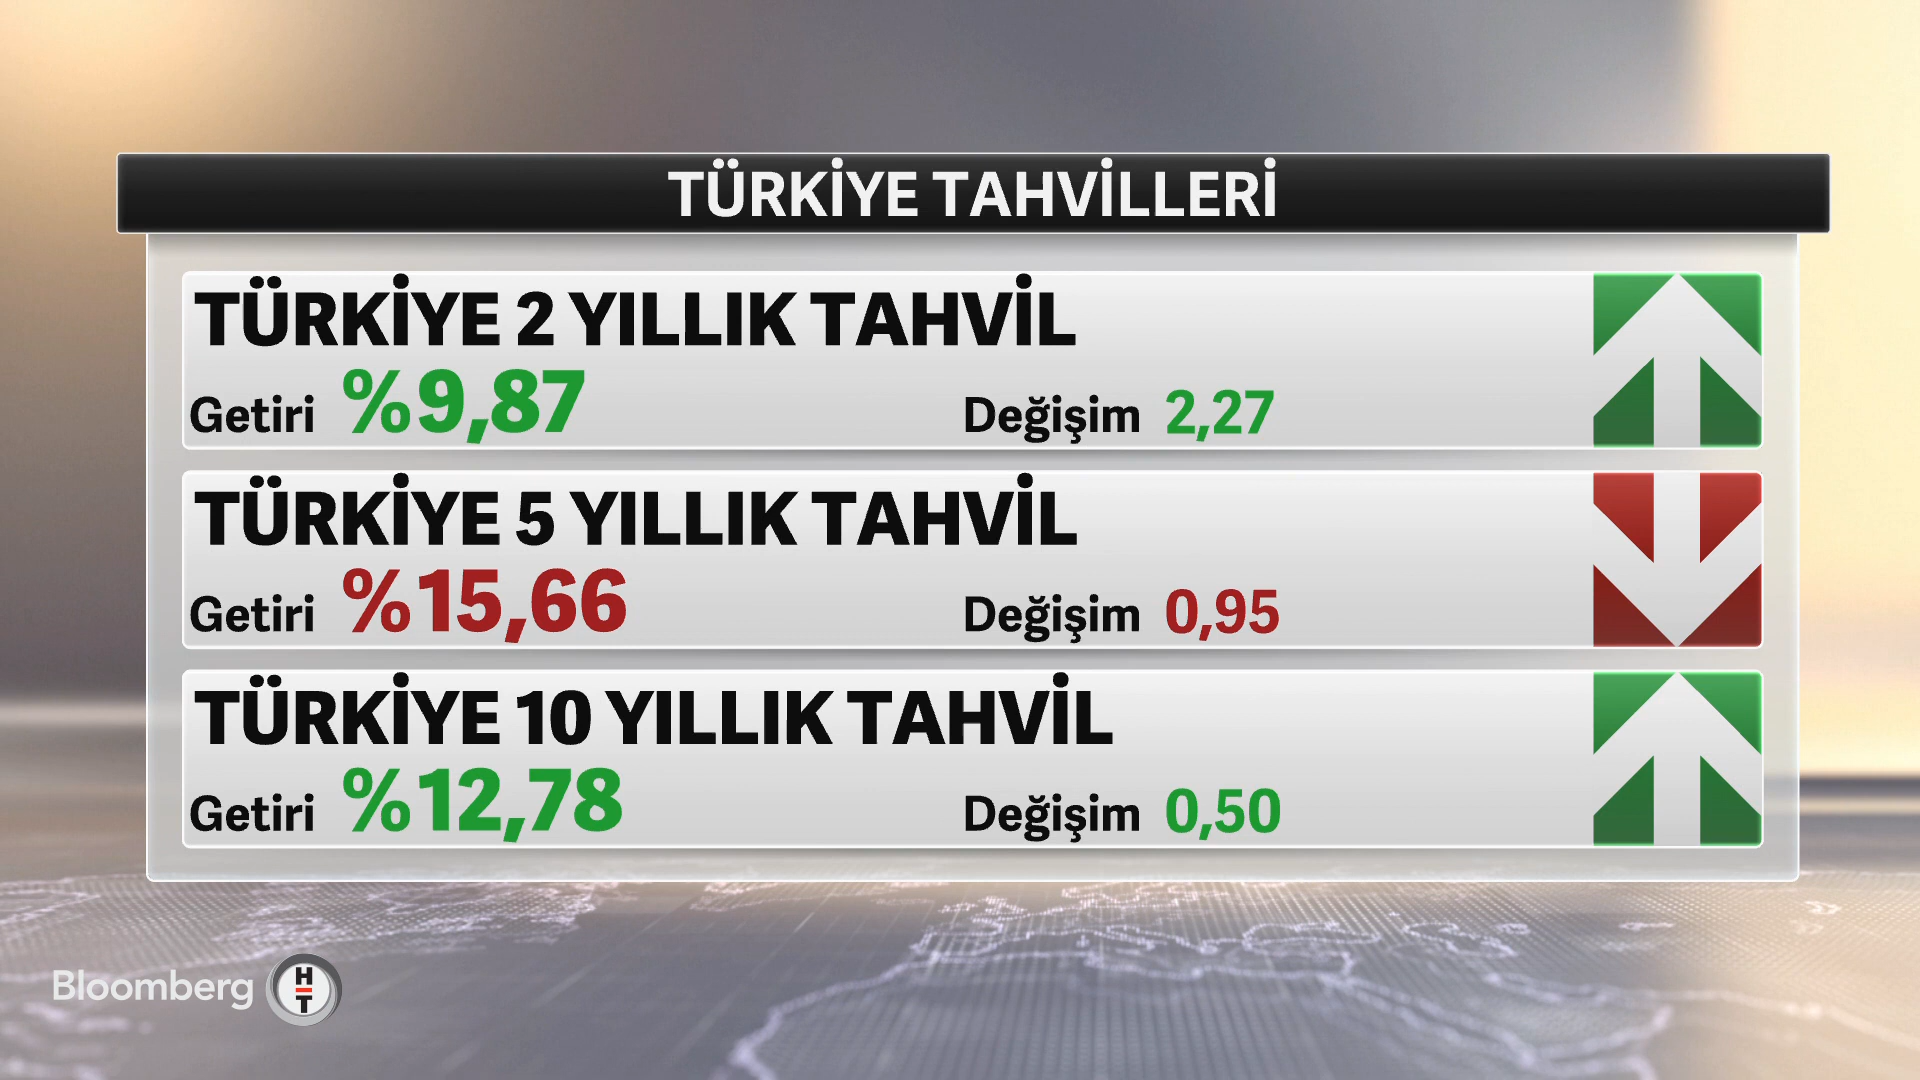 TÜRKİYE TAHVİLLERİ
TÜRKİYE 2 YILLIK TAHVİL
Getiri %9,87 Değişim 2,27
TÜRKİYE 5 YILLIK TAHVİL
Getiri %15,66 Değişim 0,95
TÜRKİYE 10 YILLIK TAHVİL
Getiri %12,78 Değişim 0,50
Bloomberg HT